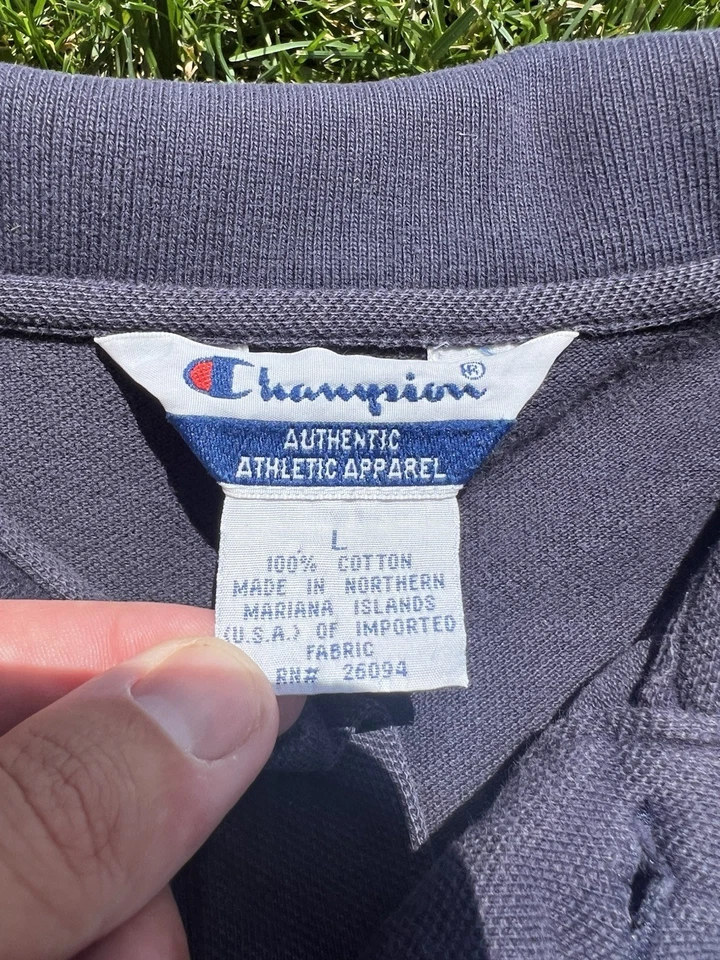 Champion®
AUTHENTIC
ATHLETIC APPAREL
L
100% COTTON
MADE IN NORTHERN
MARIANA ISLANDS
(U.S.A.) OF IMPORTED
FABRIC
RN# 26094